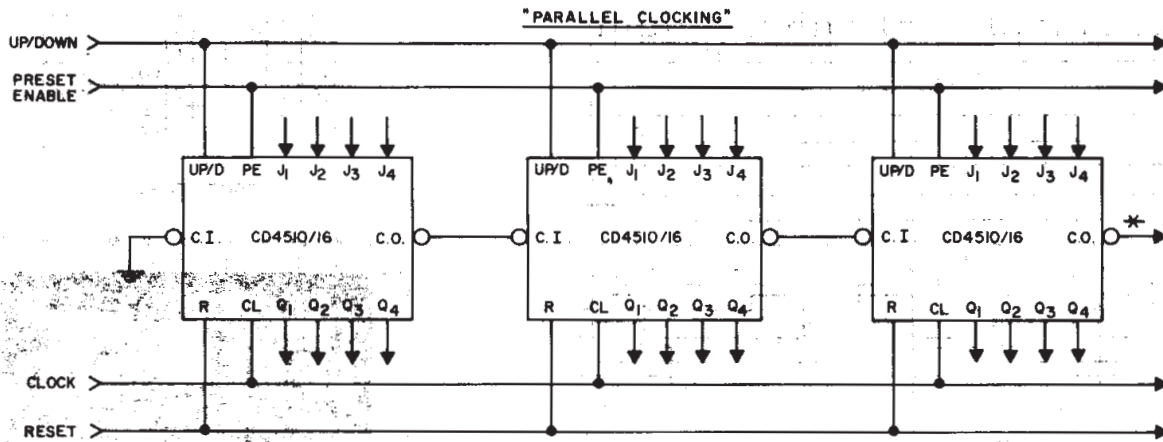 "PARALLEL CLOCKING"
UP/DOWN
PRESET
ENABLE
UP/D PE J1 J2 J3 J4
UP/D PE J1 J2 J3 J4
UP/D PE J1 J2 J3 J4
C.I. CD4510/16 C.O.
C.I CD4510/16 C.O.
C.I CD4510/16 C.O.
*
R CL Q1 Q2 Q3 Q4
R CL Q1 Q2 Q3 Q4
R CL Q1 Q2 Q3 Q4
CLOCK
RESET